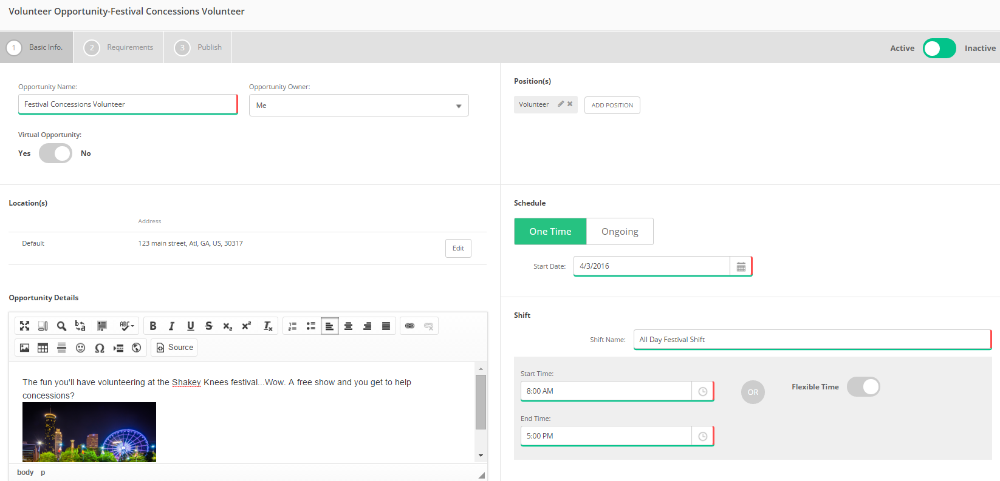 Volunteer Opportunity-Festival Concessions Volunteer
1 Basic Info.
2 Requirements
3 Publish
Active Inactive
Opportunity Name:
Festival Concessions Volunteer
Opportunity Owner:
Me
Virtual Opportunity:
Yes No
Position(s)
Volunteer
ADD POSITION
Location(s)
Address
Default 123 main street, Atl, GA, US, 30317 Edit
Schedule
One Time Ongoing
Start Date: 4/3/2016
Opportunity Details
ABC
B I U S x₂ x² Tx
Source
The fun you'll have volunteering at the Shakey Knees festival...Wow. A free show and you get to help
concessions?
body p
Shift
Shift Name: All Day Festival Shift
Start Time:
8:00 AM
OR
Flexible Time
End Time:
5:00 PM